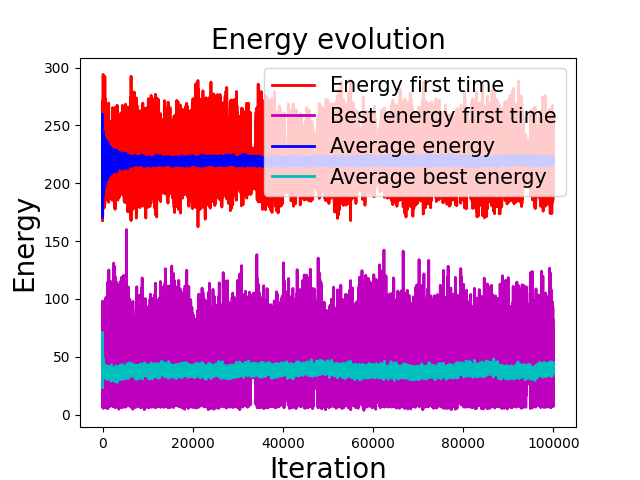 Energy evolution
300
250
200
150
100
50
0
Energy
Energy first time
Best energy first time
Average energy
Average best energy
0 20000 40000 60000 80000 100000
Iteration